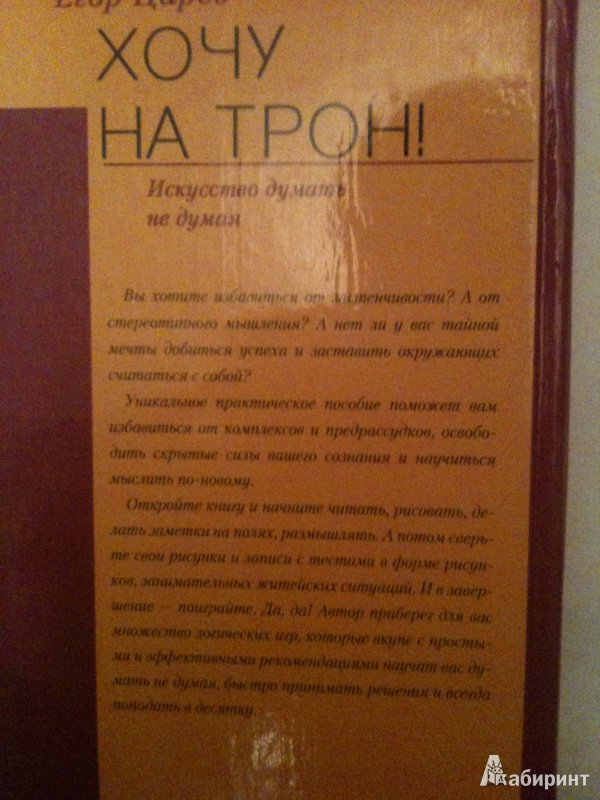 Егор Царёв
ХОЧУ
НА ТРОН!
Искусство думать
не думая
Вы хотите избавиться от застенчивости? А от
стереотипного мышления? А нет ли у вас тайной
мечты добиться успеха и заставить окружающих
считаться с собой?
Уникальное практическое пособие поможет вам
избавиться от комплексов и предрассудков, освобо-
дить скрытые силы вашего сознания и научиться
мыслить по-новому.
Откройте книгу и начните читать, рисовать, де-
лать заметки на полях, размышлять. А потом сверь-
те свои рисунки и записи с тестами в форме рисун-
ков, занимательных житейских ситуаций. И в завер-
шение — поиграйте. Да, да! Автор приберег для вас
множество логических игр, которые вкупе с просты-
ми и эффективными рекомендациями научат вас ду-
мать не думая, быстро принимать решения и всегда
попадать в десятку.
Лабиринт